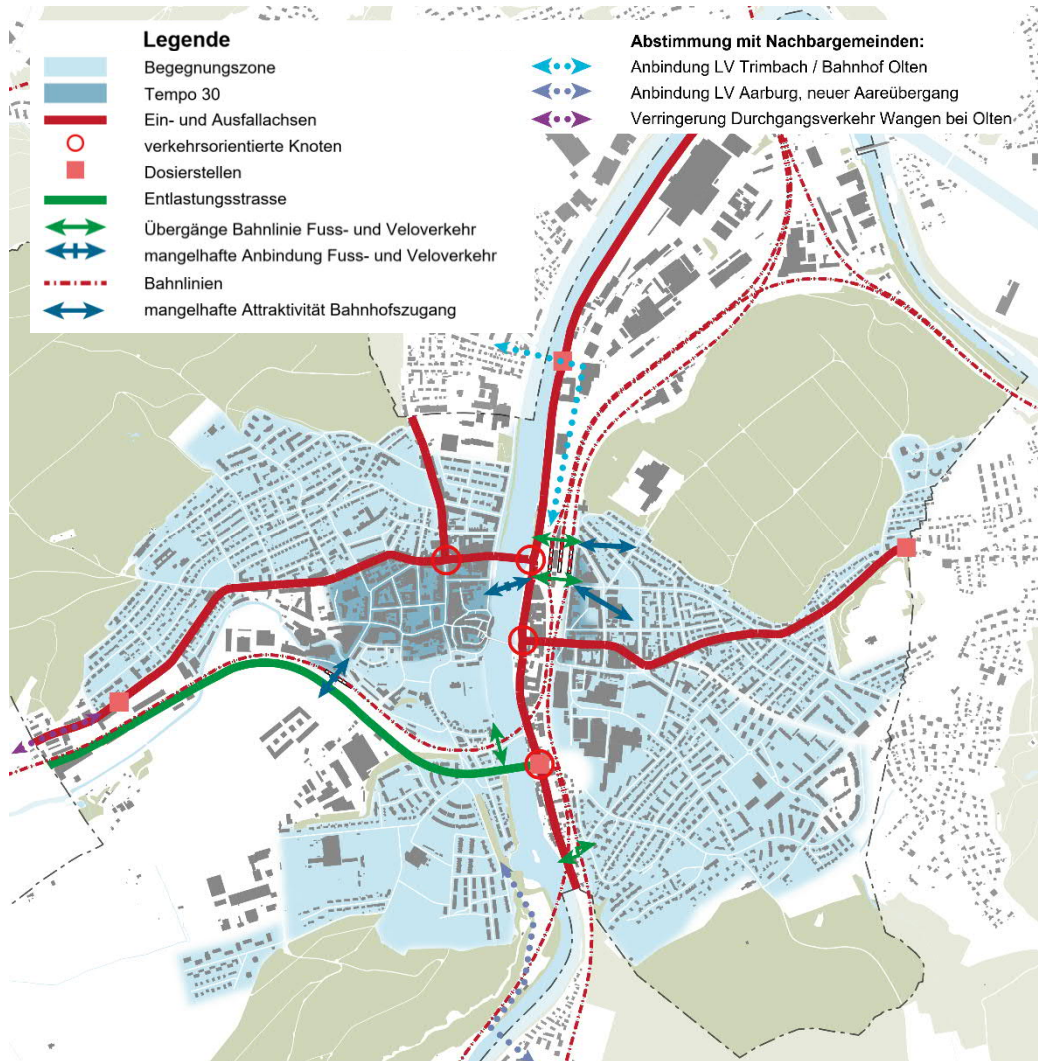 Legende
Begegnungszone
Tempo 30
Ein- und Ausfallachsen
verkehrsorientierte Knoten
Dosierstellen
Entlastungsstrasse
Übergänge Bahnlinie Fuss- und Veloverkehr
mangelhafte Anbindung Fuss- und Veloverkehr
Bahnlinien
mangelhafte Attraktivität Bahnhofszugang
Abstimmung mit Nachbargemeinden:
Anbindung LV Trimbach / Bahnhof Olten
Anbindung LV Aarburg, neuer Aareübergang
Verringerung Durchgangsverkehr Wangen bei Olten